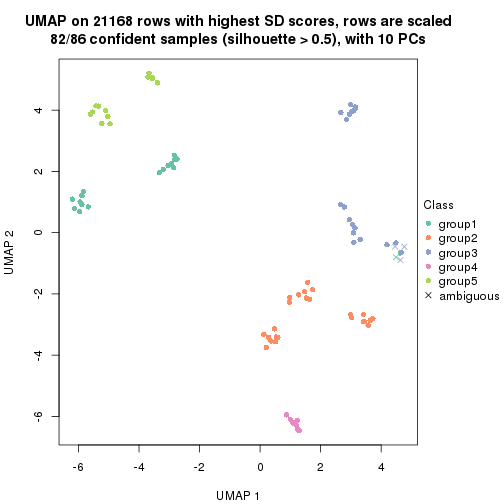 UMAP on 21168 rows with highest SD scores, rows are scaled
82/86 confident samples (silhouette > 0.5), with 10 PCs
4
2
0
-2
-4
-6
UMAP 2
-6
-4
-2
0
2
4
UMAP 1
Class
group1
group2
group3
group4
group5
ambiguous